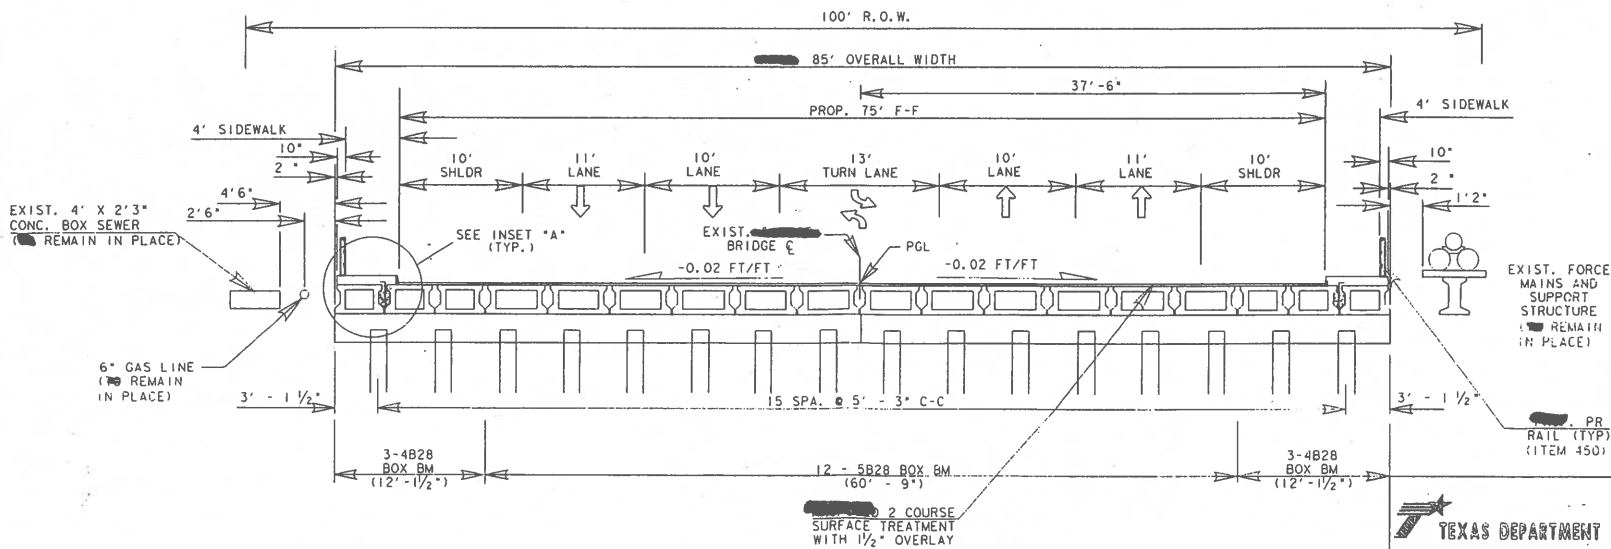 100' R.O.W.
85' OVERALL WIDTH
37'-6"
PROP. 75' F-F
4' SIDEWALK
4' SIDEWALK
10"
2"
4'6"
2'6"
10'
SHLDR
11'
LANE
10'
LANE
13'
TURN LANE
10'
LANE
11'
LANE
10'
SHLDR
10"
2"
1'2"
EXIST. 4' X 2'3"
CONC. BOX SEWER
( REMAIN IN PLACE)
SEE INSET "A"
(TYP.)
EXIST.
BRIDGE ℄
PGL
-0.02 FT/FT
-0.02 FT/FT
EXIST. FORCE
MAINS AND
SUPPORT
STRUCTURE
( REMAIN
IN PLACE)
6" GAS LINE
( REMAIN
IN PLACE)
3' - 1 1/2"
15 SPA. @ 5' - 3" C-C
3' - 1 1/2"
. PR
RAIL (TYP)
(ITEM 450)
3-4B28
BOX BM
(12'-1/2")
12 - 5B28 BOX BM
(60' - 9")
3-4B28
BOX BM
(12'-1/2")
2 COURSE
SURFACE TREATMENT
WITH 1 1/2" OVERLAY
TEXAS DEPARTMENT